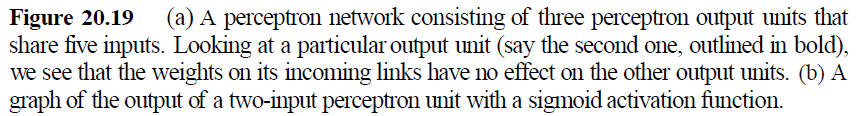 Figure 20.19 (a) A perceptron network consisting of three perceptron output units that
share five inputs. Looking at a particular output unit (say the second one, outlined in bold),
we see that the weights on its incoming links have no effect on the other output units. (b) A
graph of the output of a two-input perceptron unit with a sigmoid activation function.